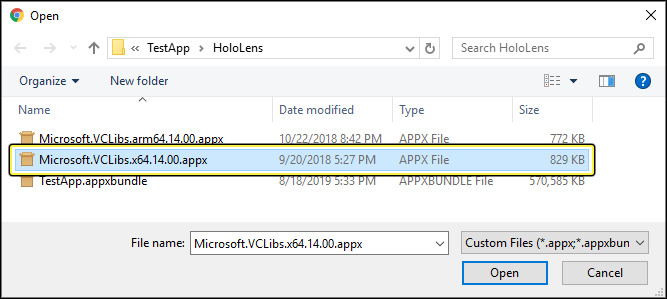 Open
« TestApp > HoloLens
Search HoloLens
Organize New folder
Name Date modified Type Size
Microsoft.VCLibs.arm64.14.00.appx 10/22/2018 8:42 PM APPX File 772 KB
Microsoft.VCLibs.x64.14.00.appx 9/20/2018 5:27 PM APPX File 829 KB
TestApp.appxbundle 8/18/2019 5:33 PM APPXBUNDLE File 570,585 KB
File name: Microsoft.VCLibs.x64.14.00.appx Custom Files (*.appx;*.appxbun
Open Cancel